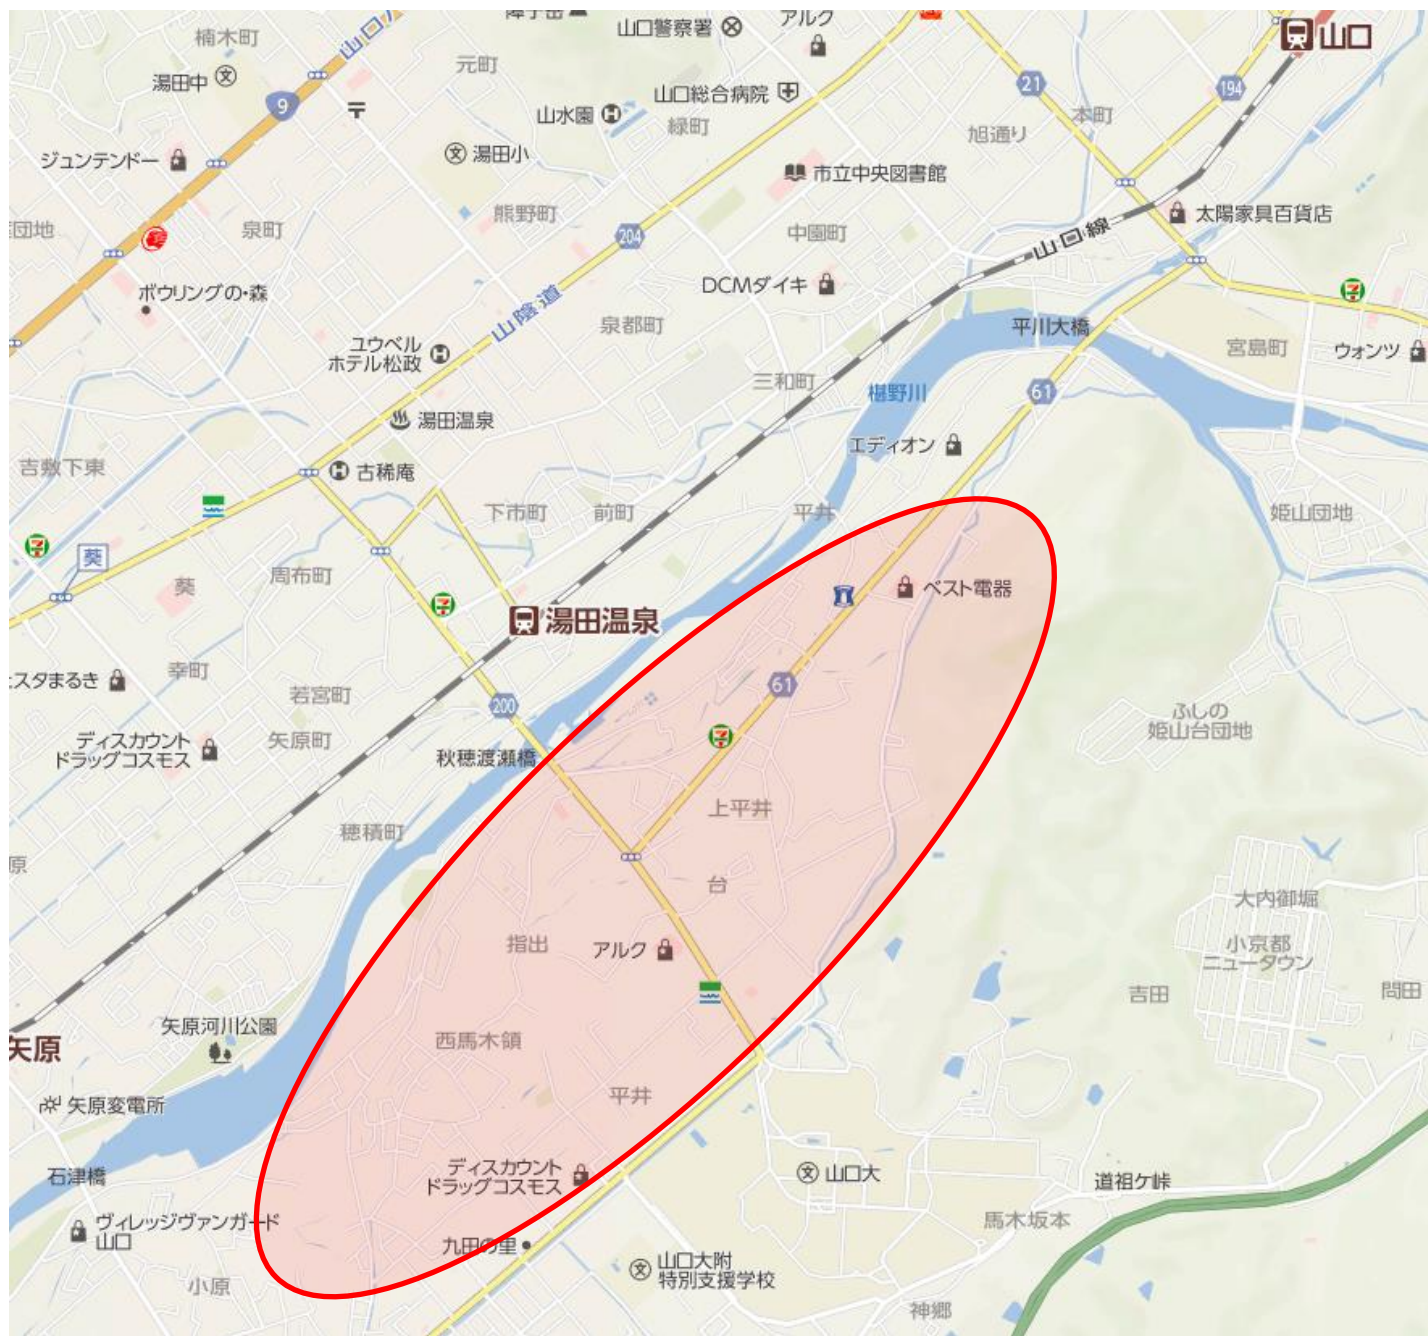 楠木町
湯田中
元町
山口警察署
アルク
山口
9
山口総合病院
山水園
緑町
21
194
本町
旭通り
ジュンテンドー
湯田小
市立中央図書館
団地
泉町
熊野町
204
中園町
山口線
太陽家具百貨店
ボウリングの・森
DCMダイキ
山陰道
泉都町
平川大橋
ユウベル
ホテル松政
宮島町
ウォンツ
三和町
椹野川
61
湯田温泉
エディオン
吉敷下東
古稀庵
下市町
前町
平井
姫山団地
葵
葵
周布町
ベスト電器
湯田温泉
スタまるき
幸町
若宮町
61
200
ふしの
姫山台団地
ディスカウント
ドラッグコスモス
矢原町
秋穂渡瀬橋
上平井
穂積町
原
台
大内御堀
指出
アルク
小京都
ニュータウン
吉田
問田
矢原河川公園
西馬木領
矢原
平井
矢原変電所
石津橋
ディスカウント
ドラッグコスモス
山口大
道祖ケ峠
ヴィレッジヴァンガード
山口
九田の里
馬木坂本
山口大附
特別支援学校
小原
神郷